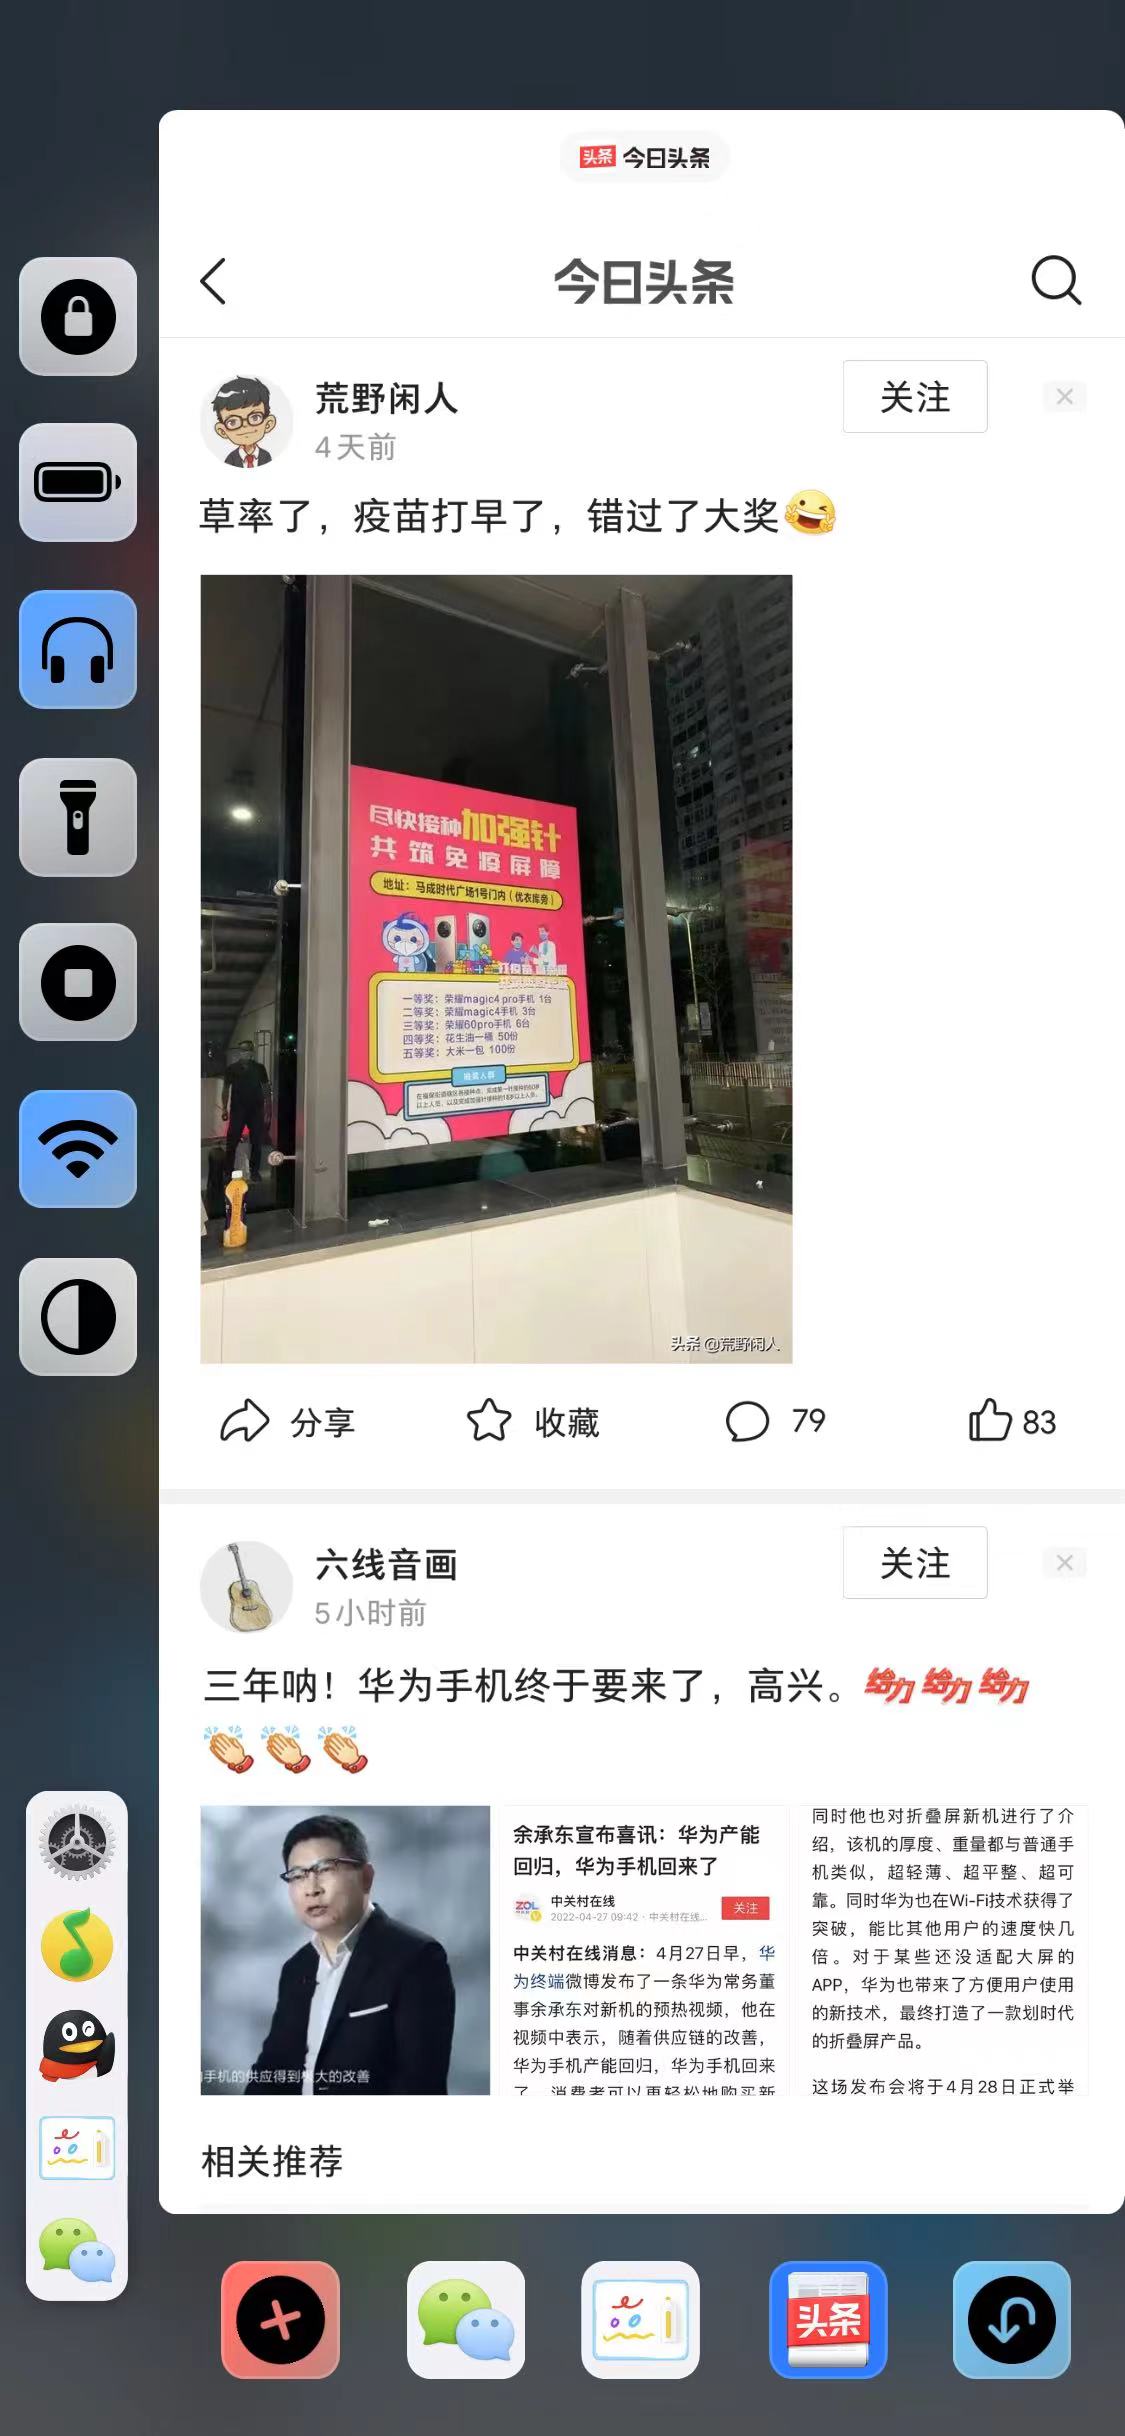 头条 今日头条
今日头条
荒野闲人
关注
4天前
草率了，疫苗打早了，错过了大奖
尽快接种加强针
共筑免疫屏障
地址：马成时代广场1号门内（优衣库旁）
一等奖：荣耀magic4 pro手机 1台
二等奖：荣耀magic4手机 3台
三等奖：荣耀60pro手机 6台
四等奖：花生油一桶 50份
五等奖：大米一包 100份
抽奖人群
头条 @荒野闲人
分享
收藏
79
83
六线音画
关注
5小时前
三年呐！华为手机终于要来了，高兴。给力 给力 给力
手机的供应得到极大的改善
余承东宣布喜讯：华为产能
回归，华为手机回来了
ZOL
中关村在线
2022-04-27 09:42 · 中关村在线...
关注
中关村在线消息：4月27日早，华
为终端微博发布了一条华为常务董
事余承东对新机的预热视频，他在
视频中表示，随着供应链的改善，
华为手机产能回归，华为手机回来
了，消费者可以更轻松地购买新
同时他也对折叠屏新机进行了介
绍，该机的厚度、重量都与普通手
机类似，超轻薄、超平整、超可
靠。同时华为也在Wi-Fi技术获得了
突破，能比其他用户的速度快几
倍。对于某些还没适配大屏的
APP，华为也带来了方便用户使用
的新技术，最终打造了一款划时代
的折叠屏产品。
这场发布会将于4月28日正式举
相关推荐
头条